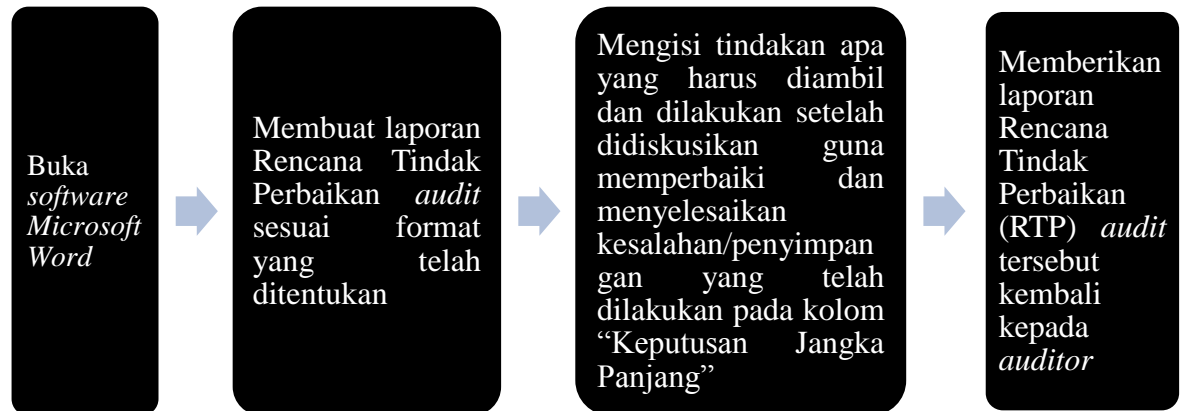 Buka
software
Microsoft
Word
Membuat laporan
Rencana Tindak
Perbaikan audit
sesuai format
yang telah
ditentukan
Mengisi tindakan apa
yang harus diambil
dan dilakukan setelah
didiskusikan guna
memperbaiki dan
menyelesaikan
kesalahan/penyimpan
gan yang telah
dilakukan pada kolom
“Keputusan Jangka
Panjang”
Memberikan
laporan
Rencana
Tindak
Perbaikan
(RTP) audit
tersebut
kembali
kepada
auditor